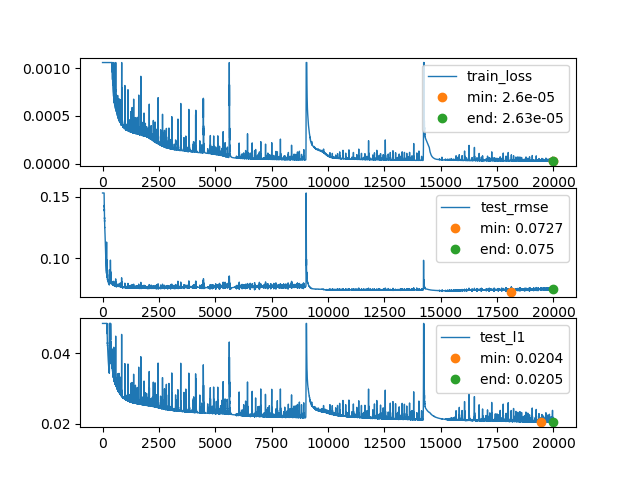 0.0010
0.0005
0.0000
train_loss
min: 2.6e-05
end: 2.63e-05
0 2500 5000 7500 10000 12500 15000 17500 20000
0.15
0.10
test_rmse
min: 0.0727
end: 0.075
0 2500 5000 7500 10000 12500 15000 17500 20000
0.04
0.02
test_l1
min: 0.0204
end: 0.0205
0 2500 5000 7500 10000 12500 15000 17500 20000